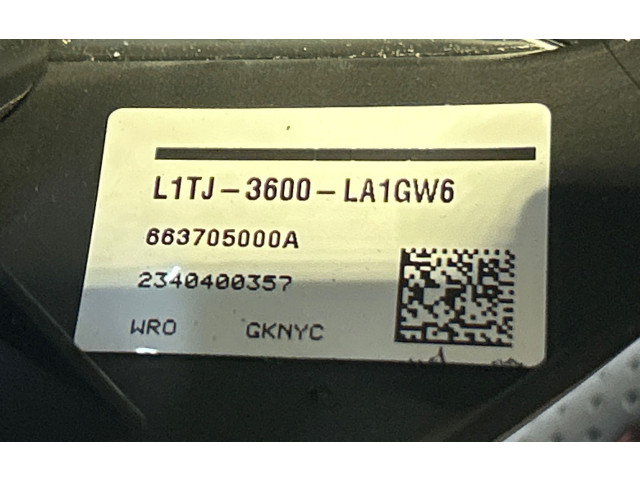 L1TJ-3600-LA1GW6
663705000A
2340400357
WRO GKNYC